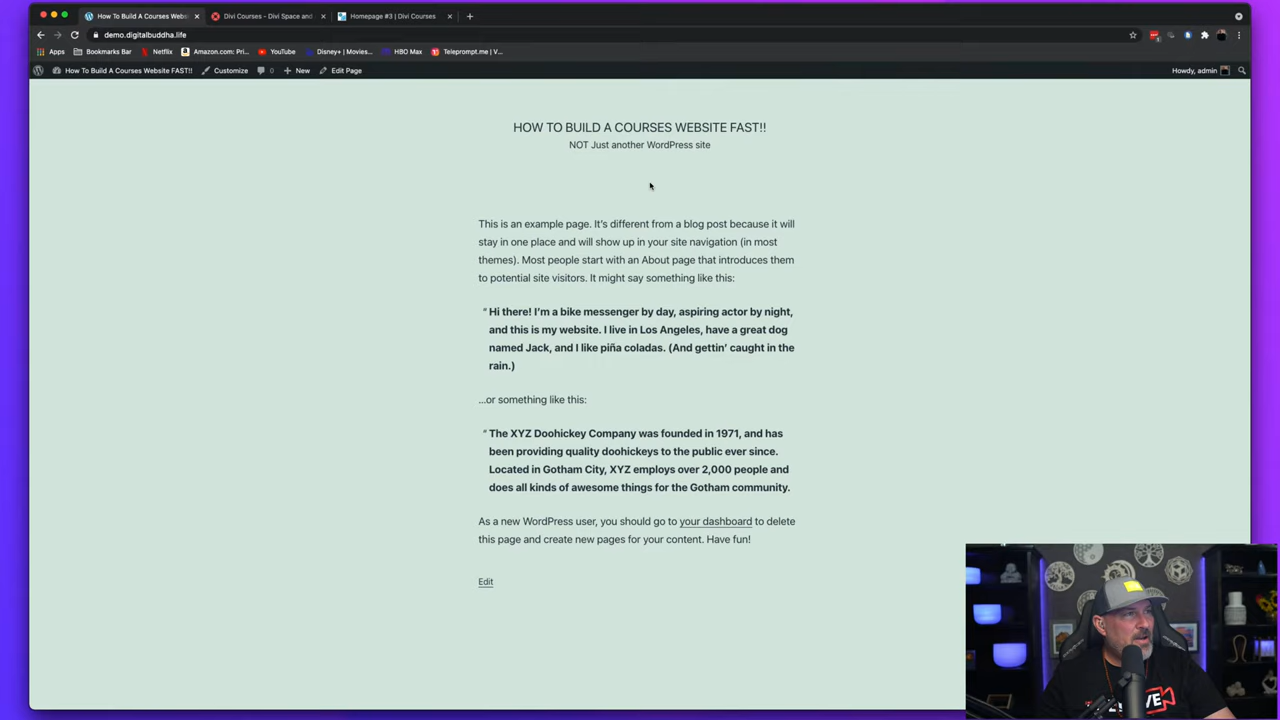 How To Build A Courses Webs
Divi Courses - Divi Space and
Homepage #3 | Divi Courses
demo.digitalbuddha.life
Apps
Bookmarks Bar
Netflix
Amazon.com: Pri...
YouTube
Disney+ | Movies...
HBO Max
Teleprompt.me | V...
How To Build A Courses Website FAST!!
Customize
0
New
Edit Page
Howdy, admin
HOW TO BUILD A COURSES WEBSITE FAST!!
NOT Just another WordPress site
This is an example page. It's different from a blog post because it will
stay in one place and will show up in your site navigation (in most
themes). Most people start with an About page that introduces them
to potential site visitors. It might say something like this:
“ Hi there! I'm a bike messenger by day, aspiring actor by night,
and this is my website. I live in Los Angeles, have a great dog
named Jack, and I like piña coladas. (And gettin' caught in the
rain.)
...or something like this:
“ The XYZ Doohickey Company was founded in 1971, and has
been providing quality doohickeys to the public ever since.
Located in Gotham City, XYZ employs over 2,000 people and
does all kinds of awesome things for the Gotham community.
As a new WordPress user, you should go to your dashboard to delete
this page and create new pages for your content. Have fun!
Edit